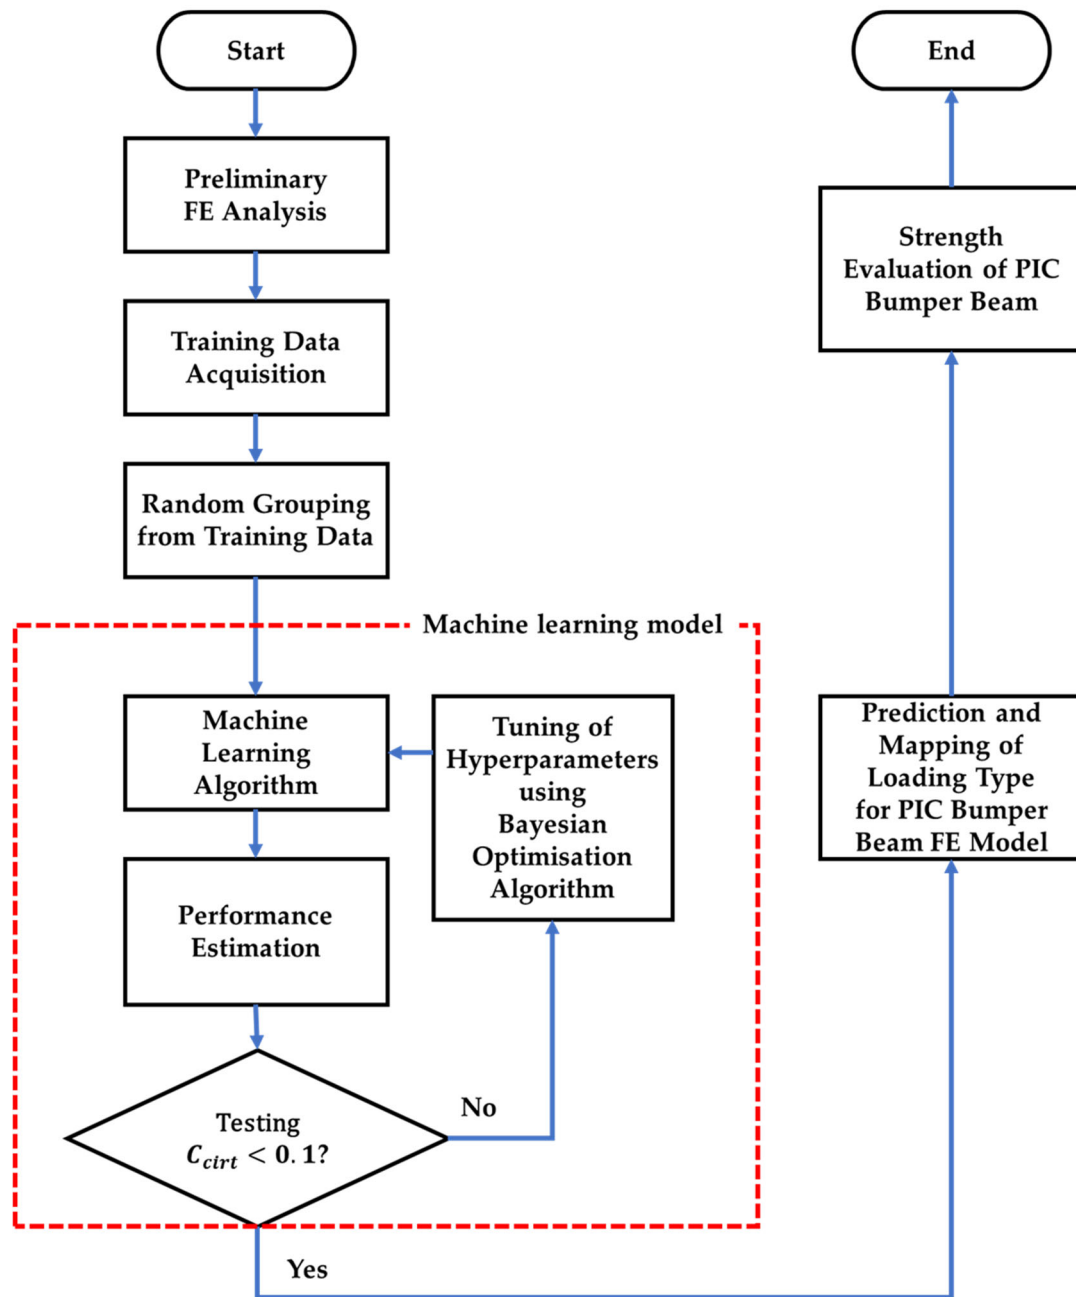 Start
Preliminary
FE Analysis
Training Data
Acquisition
Random Grouping
from Training Data
Machine learning model
Machine
Learning
Algorithm
Tuning of
Hyperparameters
using
Bayesian
Optimisation
Algorithm
Performance
Estimation
Testing
C_cirt < 0.1?
No
Yes
Prediction and
Mapping of
Loading Type
for PIC Bumper
Beam FE Model
Strength
Evaluation of PIC
Bumper Beam
End